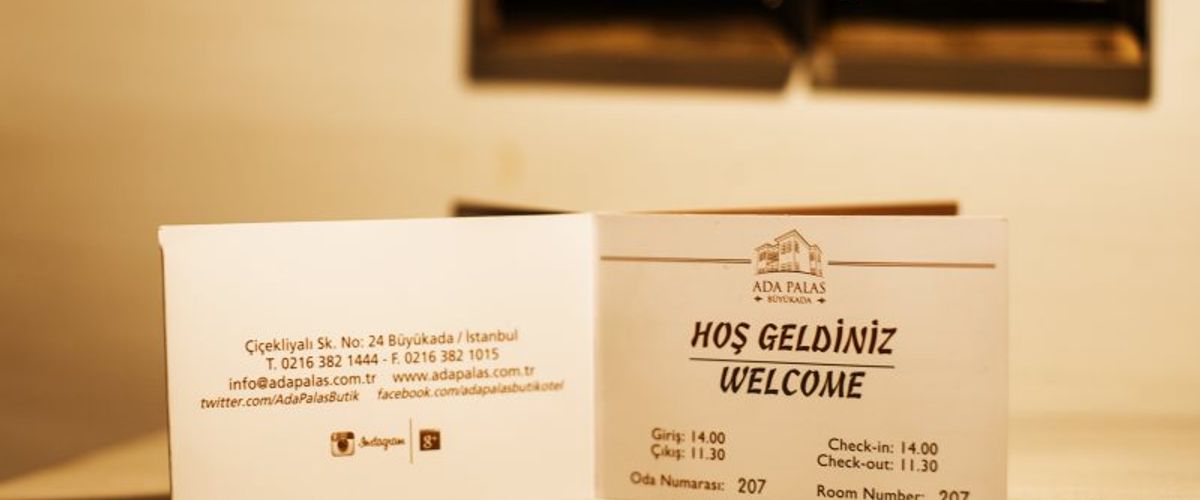 Çiçekliyalı Sk. No: 24 Büyükada / İstanbul
T. 0216 382 1444 - F. 0216 382 1015
info@adapalas.com.tr www.adapalas.com.tr
twitter.com/AdaPalasButik facebook.com/adapalasbutikotel
Instagram g+
ADA PALAS
BÜYÜKADA
HOŞ GELDİNİZ
WELCOME
Giriş: 14.00
Çıkış: 11.30
Oda Numarası: 207
Check-in: 14.00
Check-out: 11.30
Room Number: 207